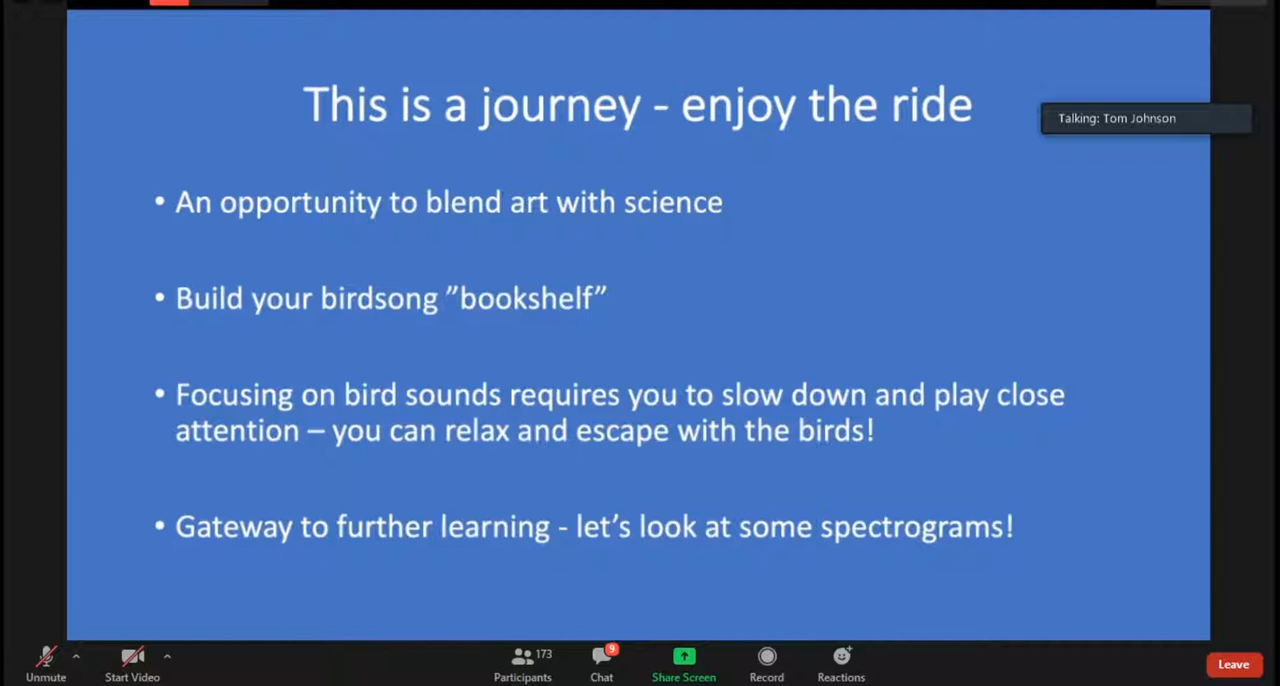 This is a journey - enjoy the ride
Talking: Tom Johnson
• An opportunity to blend art with science
• Build your birdsong ”bookshelf”
• Focusing on bird sounds requires you to slow down and play close
attention – you can relax and escape with the birds!
• Gateway to further learning - let’s look at some spectrograms!
173
9
Unmute
Start Video
Participants
Chat
Share Screen
Record
Reactions
Leave